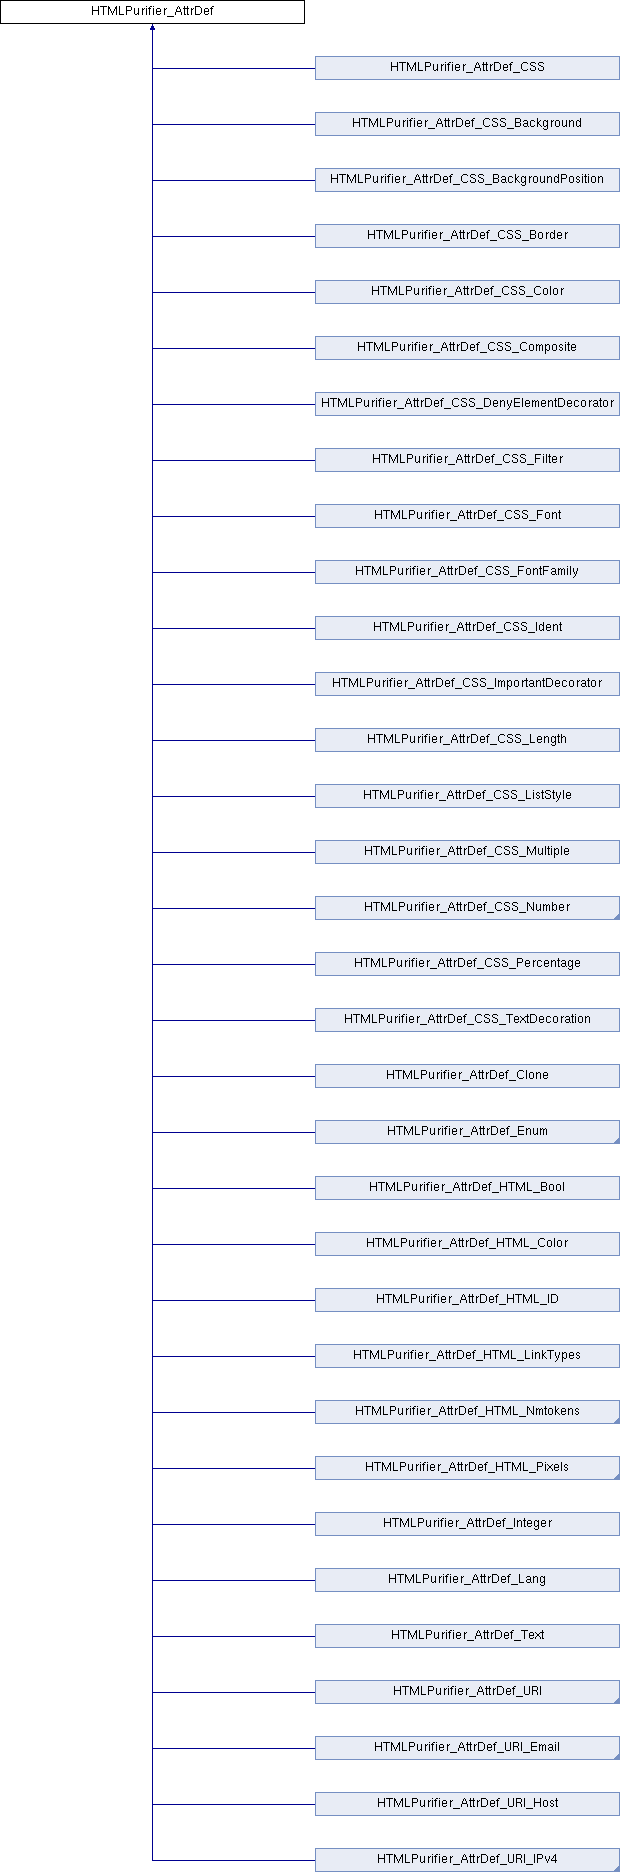 HTMLPurifier_AttrDef
HTMLPurifier_AttrDef_CSS
HTMLPurifier_AttrDef_CSS_Background
HTMLPurifier_AttrDef_CSS_BackgroundPosition
HTMLPurifier_AttrDef_CSS_Border
HTMLPurifier_AttrDef_CSS_Color
HTMLPurifier_AttrDef_CSS_Composite
HTMLPurifier_AttrDef_CSS_DenyElementDecorator
HTMLPurifier_AttrDef_CSS_Filter
HTMLPurifier_AttrDef_CSS_Font
HTMLPurifier_AttrDef_CSS_FontFamily
HTMLPurifier_AttrDef_CSS_Ident
HTMLPurifier_AttrDef_CSS_ImportantDecorator
HTMLPurifier_AttrDef_CSS_Length
HTMLPurifier_AttrDef_CSS_ListStyle
HTMLPurifier_AttrDef_CSS_Multiple
HTMLPurifier_AttrDef_CSS_Number
HTMLPurifier_AttrDef_CSS_Percentage
HTMLPurifier_AttrDef_CSS_TextDecoration
HTMLPurifier_AttrDef_Clone
HTMLPurifier_AttrDef_Enum
HTMLPurifier_AttrDef_HTML_Bool
HTMLPurifier_AttrDef_HTML_Color
HTMLPurifier_AttrDef_HTML_ID
HTMLPurifier_AttrDef_HTML_LinkTypes
HTMLPurifier_AttrDef_HTML_Nmtokens
HTMLPurifier_AttrDef_HTML_Pixels
HTMLPurifier_AttrDef_Integer
HTMLPurifier_AttrDef_Lang
HTMLPurifier_AttrDef_Text
HTMLPurifier_AttrDef_URI
HTMLPurifier_AttrDef_URI_Email
HTMLPurifier_AttrDef_URI_Host
HTMLPurifier_AttrDef_URI_IPv4